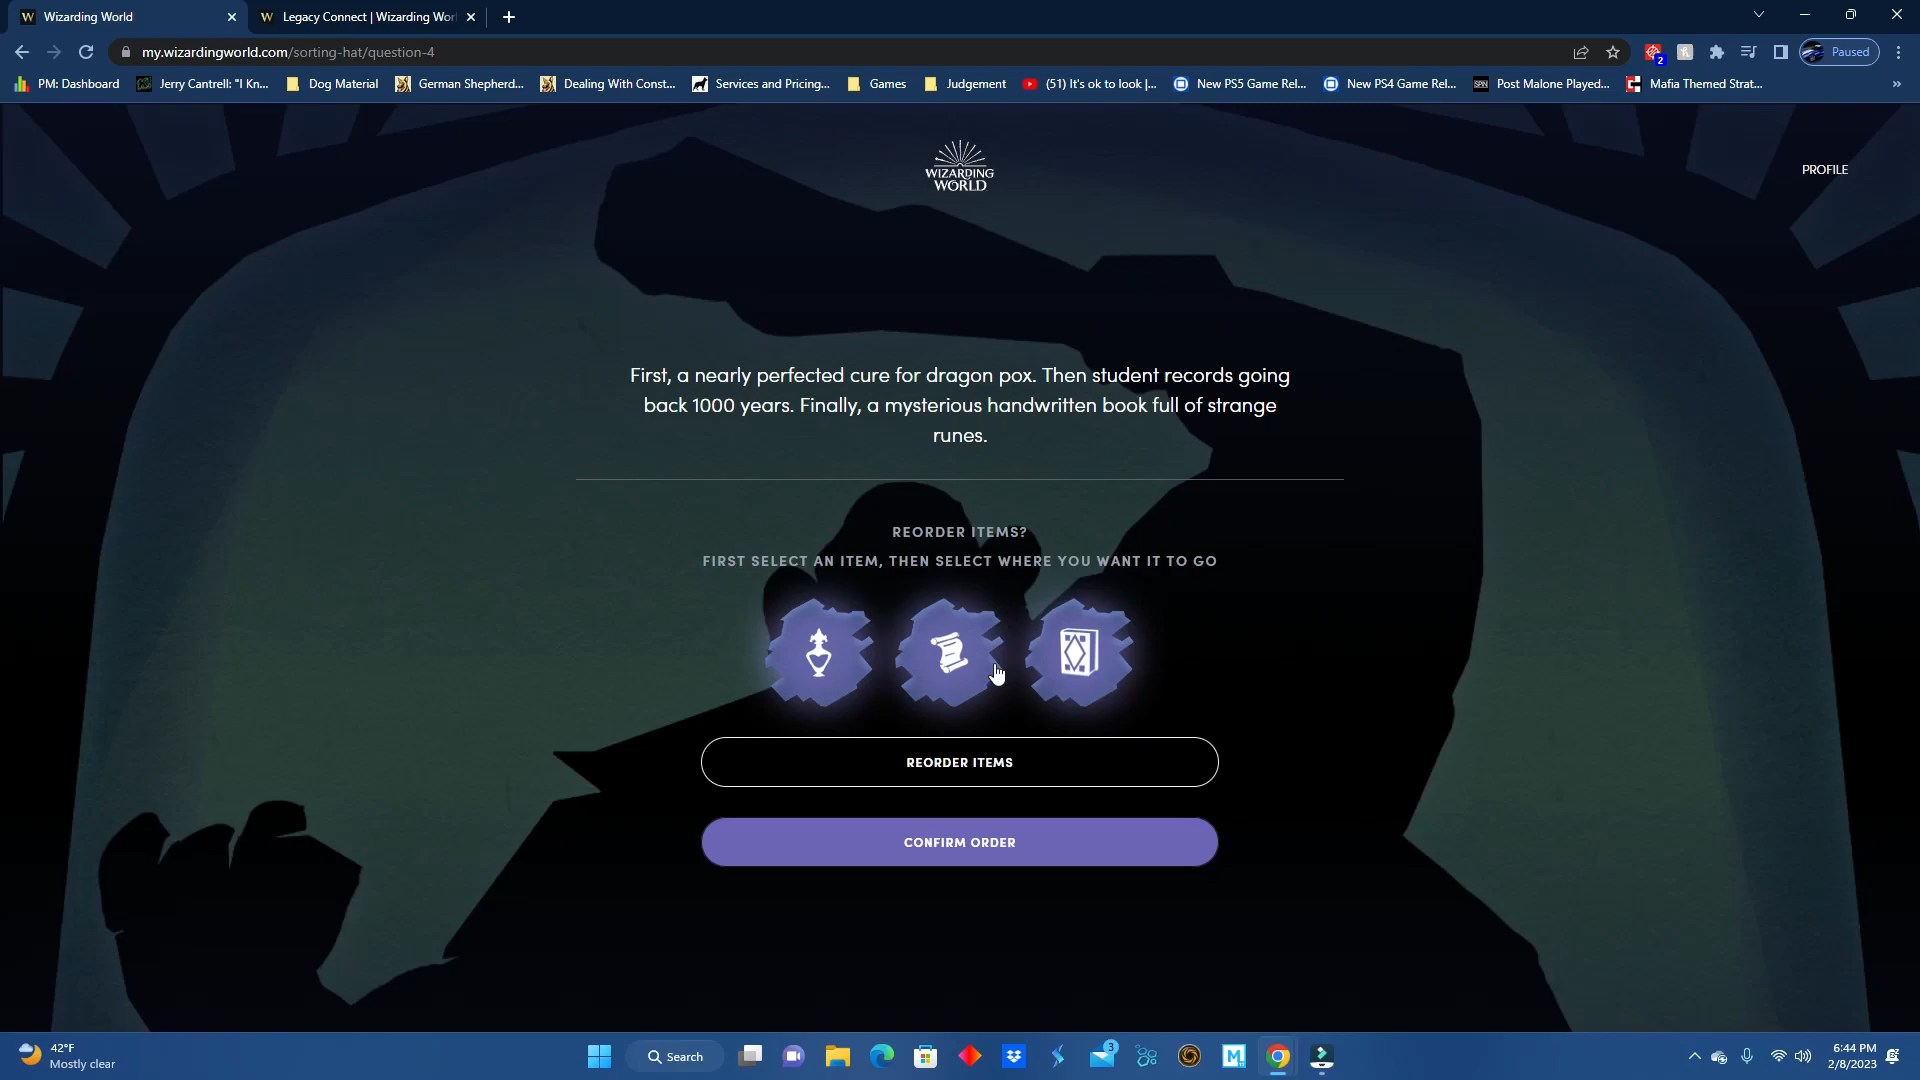 Wizarding World
Legacy Connect | Wizarding Wor
my.wizardingworld.com/sorting-hat/question-4
2
Paused
PM: Dashboard
Jerry Cantrell: "I Kn...
Dog Material
German Shepherd...
Dealing With Const...
Services and Pricing...
Games
Judgement
(51) It's ok to look |...
New PS5 Game Rel...
New PS4 Game Rel...
SPIN
Post Malone Played...
Mafia Themed Strat...
WIZARDING
WORLD
PROFILE
First, a nearly perfected cure for dragon pox. Then student records going
back 1000 years. Finally, a mysterious handwritten book full of strange
runes.
REORDER ITEMS?
FIRST SELECT AN ITEM, THEN SELECT WHERE YOU WANT IT TO GO
REORDER ITEMS
CONFIRM ORDER
42°F
Mostly clear
Search
3
M
6:44 PM
2/8/2023